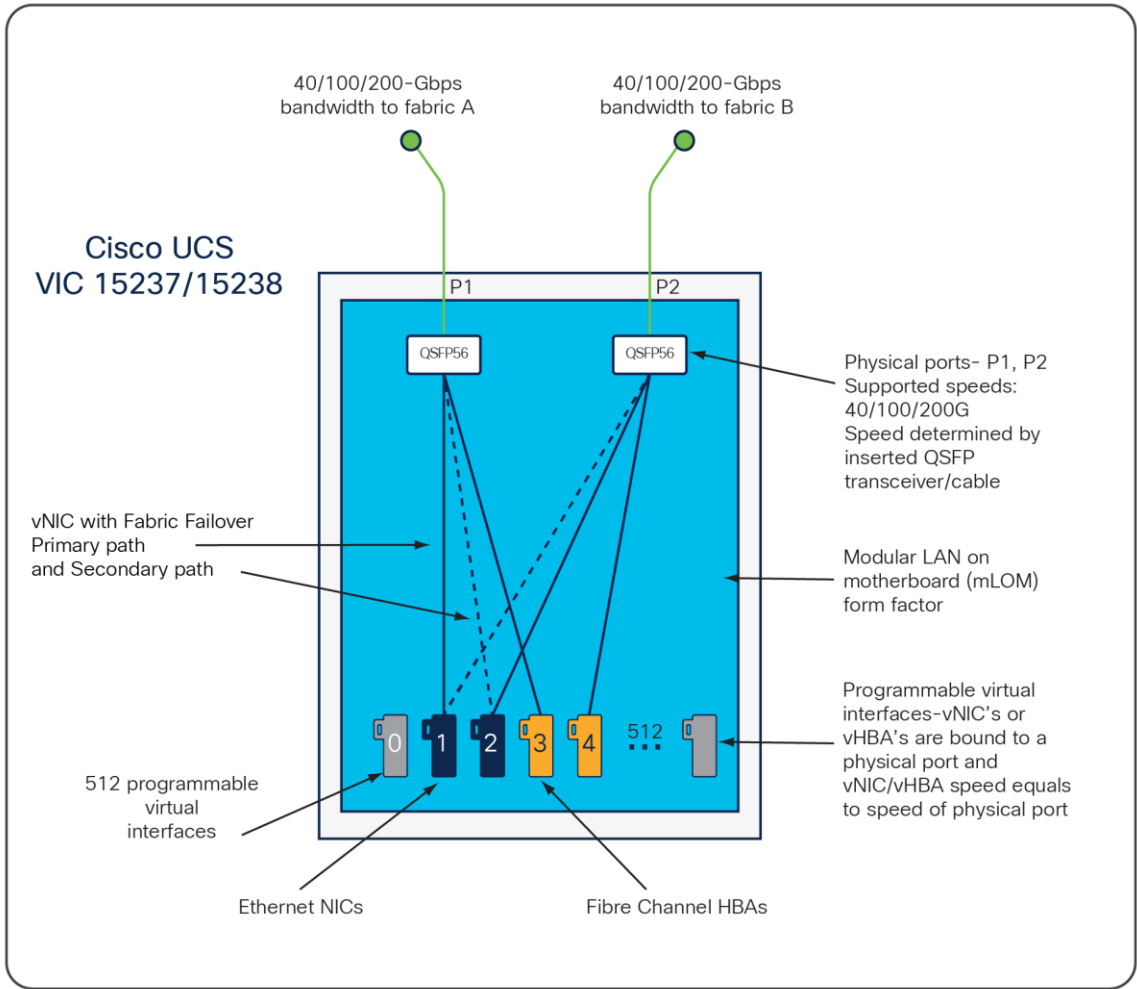 40/100/200-Gbps
bandwidth to fabric A
40/100/200-Gbps
bandwidth to fabric B
Cisco UCS
VIC 15237/15238
P1
P2
QSFP56
QSFP56
Physical ports- P1, P2
Supported speeds:
40/100/200G
Speed determined by
inserted QSFP
transceiver/cable
vNIC with Fabric Failover
Primary path
and Secondary path
Modular LAN on
motherboard (mLOM)
form factor
Programmable virtual
interfaces-vNIC's or
vHBA's are bound to a
physical port and
vNIC/vHBA speed equals
to speed of physical port
0
1
2
3
4
512
...
512 programmable
virtual
interfaces
Ethernet NICs
Fibre Channel HBAs